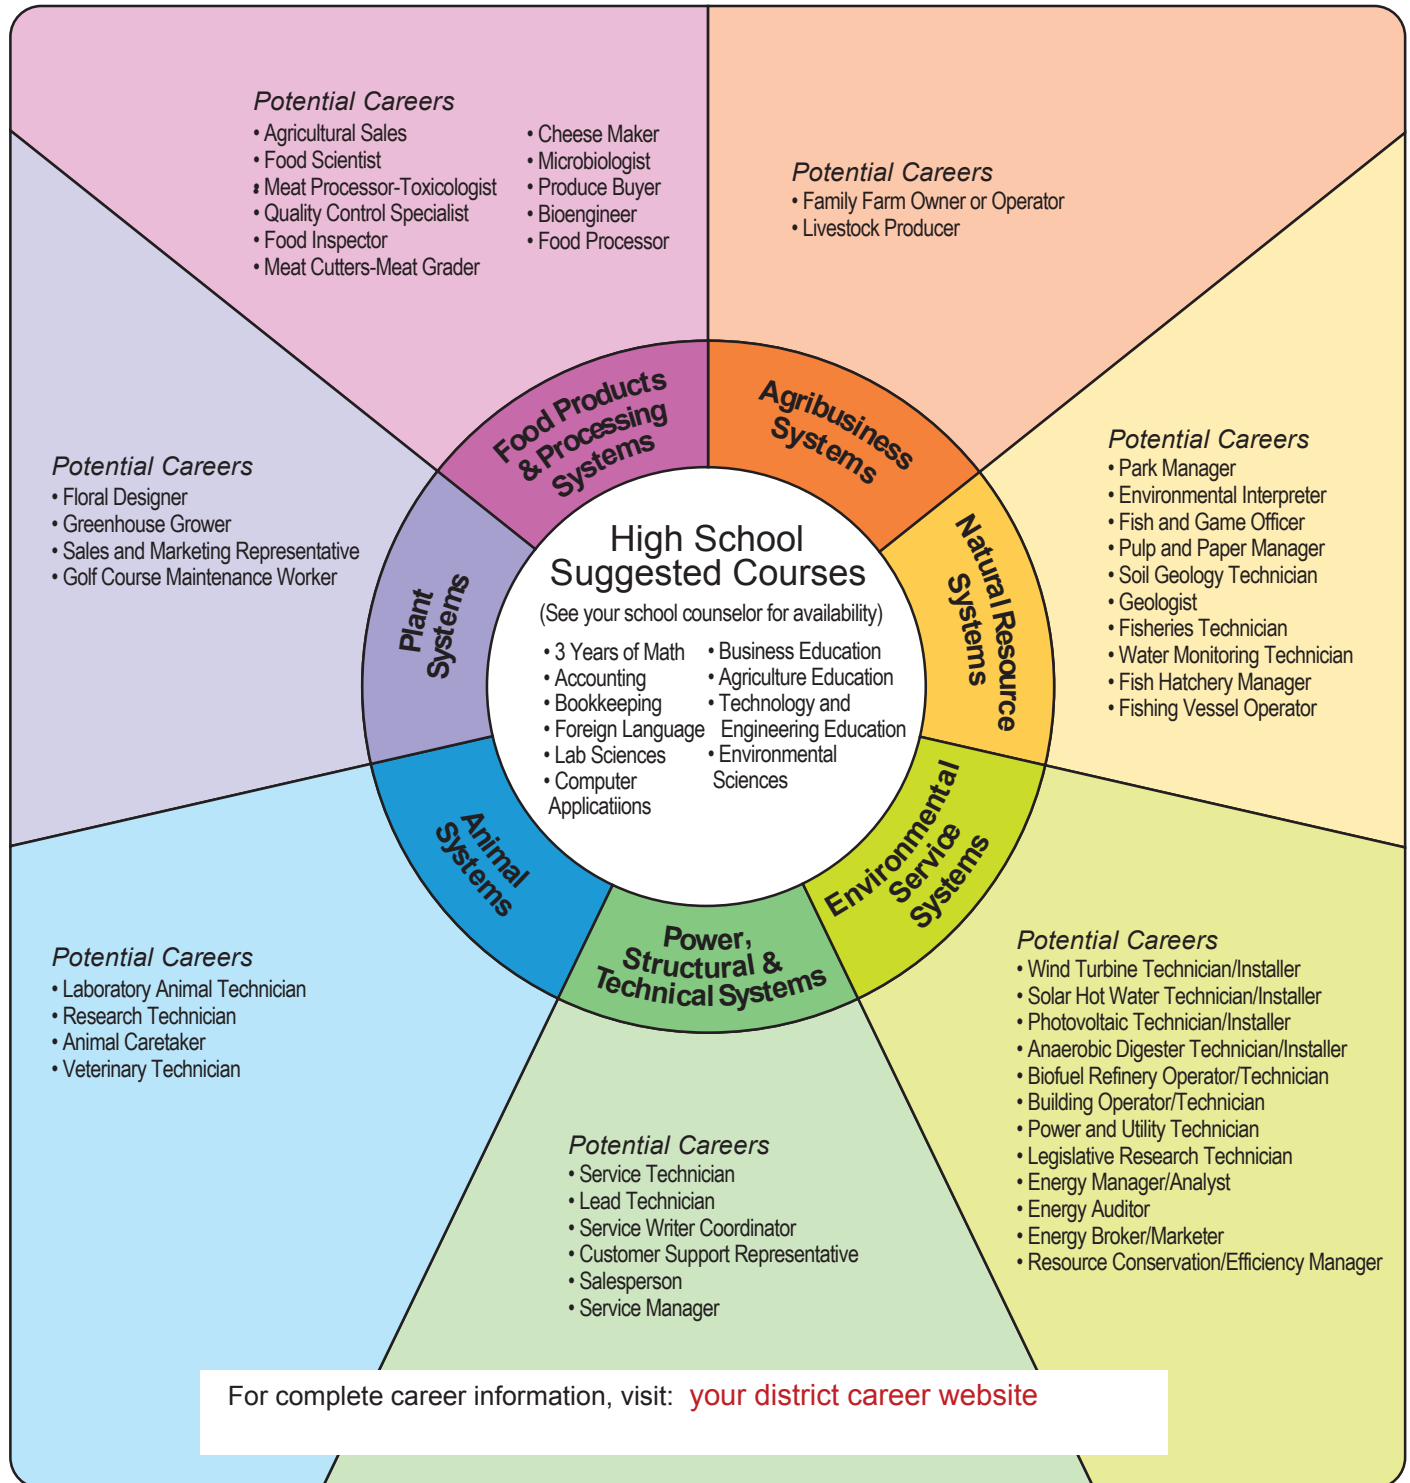 Potential Careers
• Agricultural Sales
• Food Scientist
• Meat Processor-Toxicologist
• Quality Control Specialist
• Food Inspector
• Meat Cutters-Meat Grader
• Cheese Maker
• Microbiologist
• Produce Buyer
• Bioengineer
• Food Processor
Potential Careers
• Family Farm Owner or Operator
• Livestock Producer
Food Products
& Processing
Systems
Agribusiness
Systems
Potential Careers
• Floral Designer
• Greenhouse Grower
• Sales and Marketing Representative
• Golf Course Maintenance Worker
Plant
Systems
High School
Suggested Courses
(See your school counselor for availability)
• 3 Years of Math
• Accounting
• Bookkeeping
• Foreign Language
• Lab Sciences
• Computer
Applicatiions
• Business Education
• Agriculture Education
• Technology and
Engineering Education
• Environmental
Sciences
Natural Resource
Systems
Potential Careers
• Park Manager
• Environmental Interpreter
• Fish and Game Officer
• Pulp and Paper Manager
• Soil Geology Technician
• Geologist
• Fisheries Technician
• Water Monitoring Technician
• Fish Hatchery Manager
• Fishing Vessel Operator
Animal
Systems
Power,
Structural &
Technical Systems
Environmental
Service
Systems
Potential Careers
• Laboratory Animal Technician
• Research Technician
• Animal Caretaker
• Veterinary Technician
Potential Careers
• Service Technician
• Lead Technician
• Service Writer Coordinator
• Customer Support Representative
• Salesperson
• Service Manager
Potential Careers
• Wind Turbine Technician/Installer
• Solar Hot Water Technician/Installer
• Photovoltaic Technician/Installer
• Anaerobic Digester Technician/Installer
• Biofuel Refinery Operator/Technician
• Building Operator/Technician
• Power and Utility Technician
• Legislative Research Technician
• Energy Manager/Analyst
• Energy Auditor
• Energy Broker/Marketer
• Resource Conservation/Efficiency Manager
For complete career information, visit: your district career website